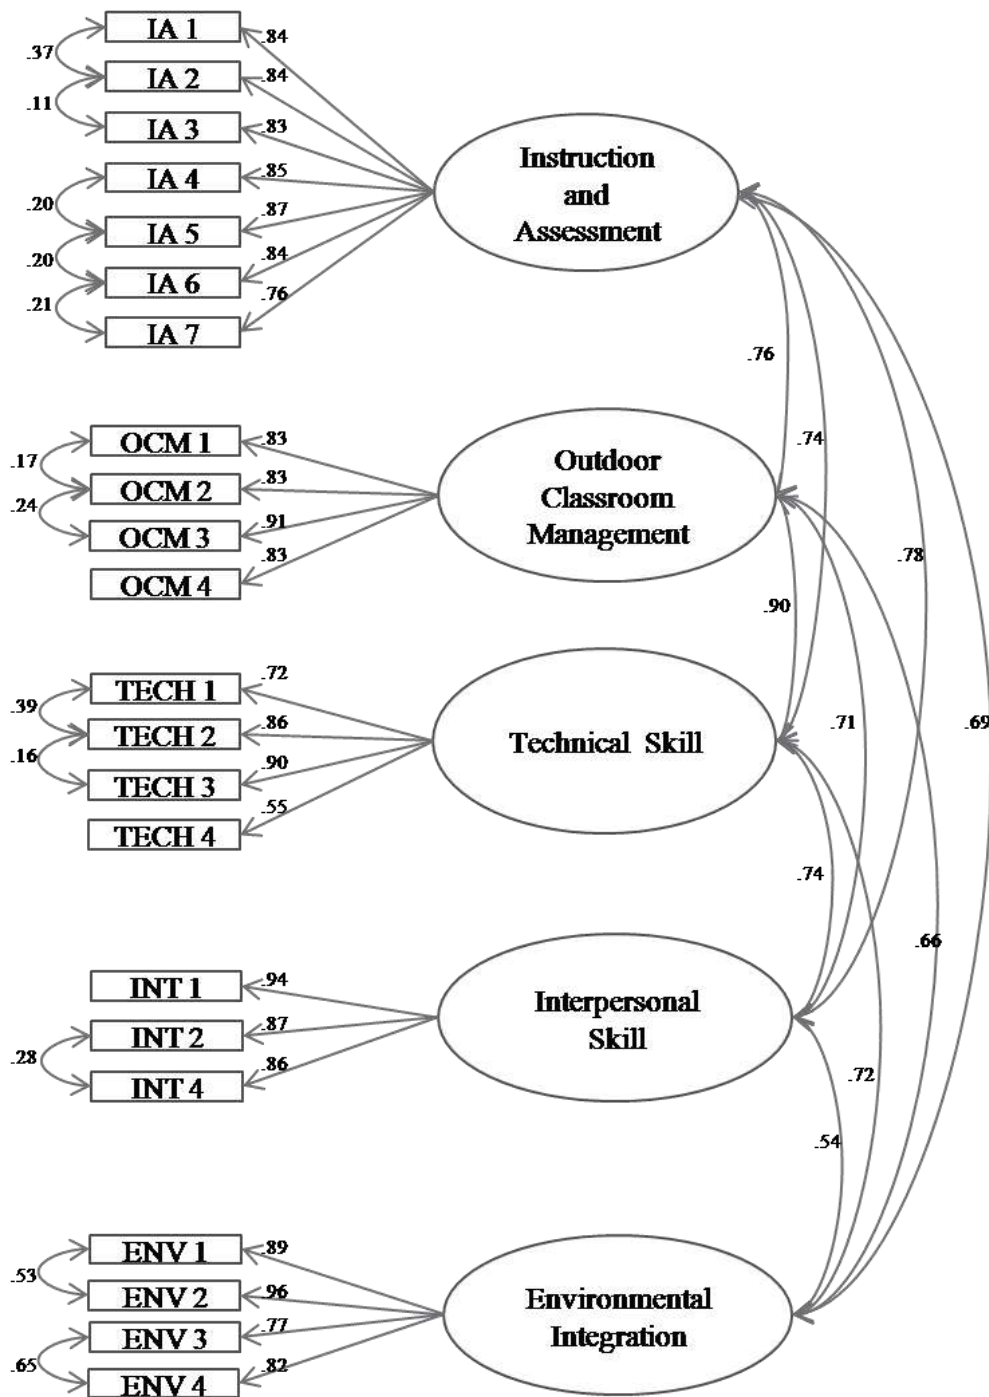 IA 1
.84
.37
IA 2
.84
.11
IA 3
.83
IA 4
.85
.20
IA 5
.87
.20
IA 6
.84
.21
IA 7
.76
Instruction
and
Assessment
.76
.74
.78
.69
OCM 1
.83
.17
OCM 2
.83
.24
OCM 3
.91
OCM 4
.83
Outdoor
Classroom
Management
.90
.71
.66
TECH 1
.72
.39
TECH 2
.86
.16
TECH 3
.90
TECH 4
.55
Technical Skill
.74
.72
INT 1
.94
INT 2
.87
.28
INT 4
.86
Interpersonal
Skill
.54
ENV 1
.89
.53
ENV 2
.96
ENV 3
.77
.65
ENV 4
.82
Environmental
Integration